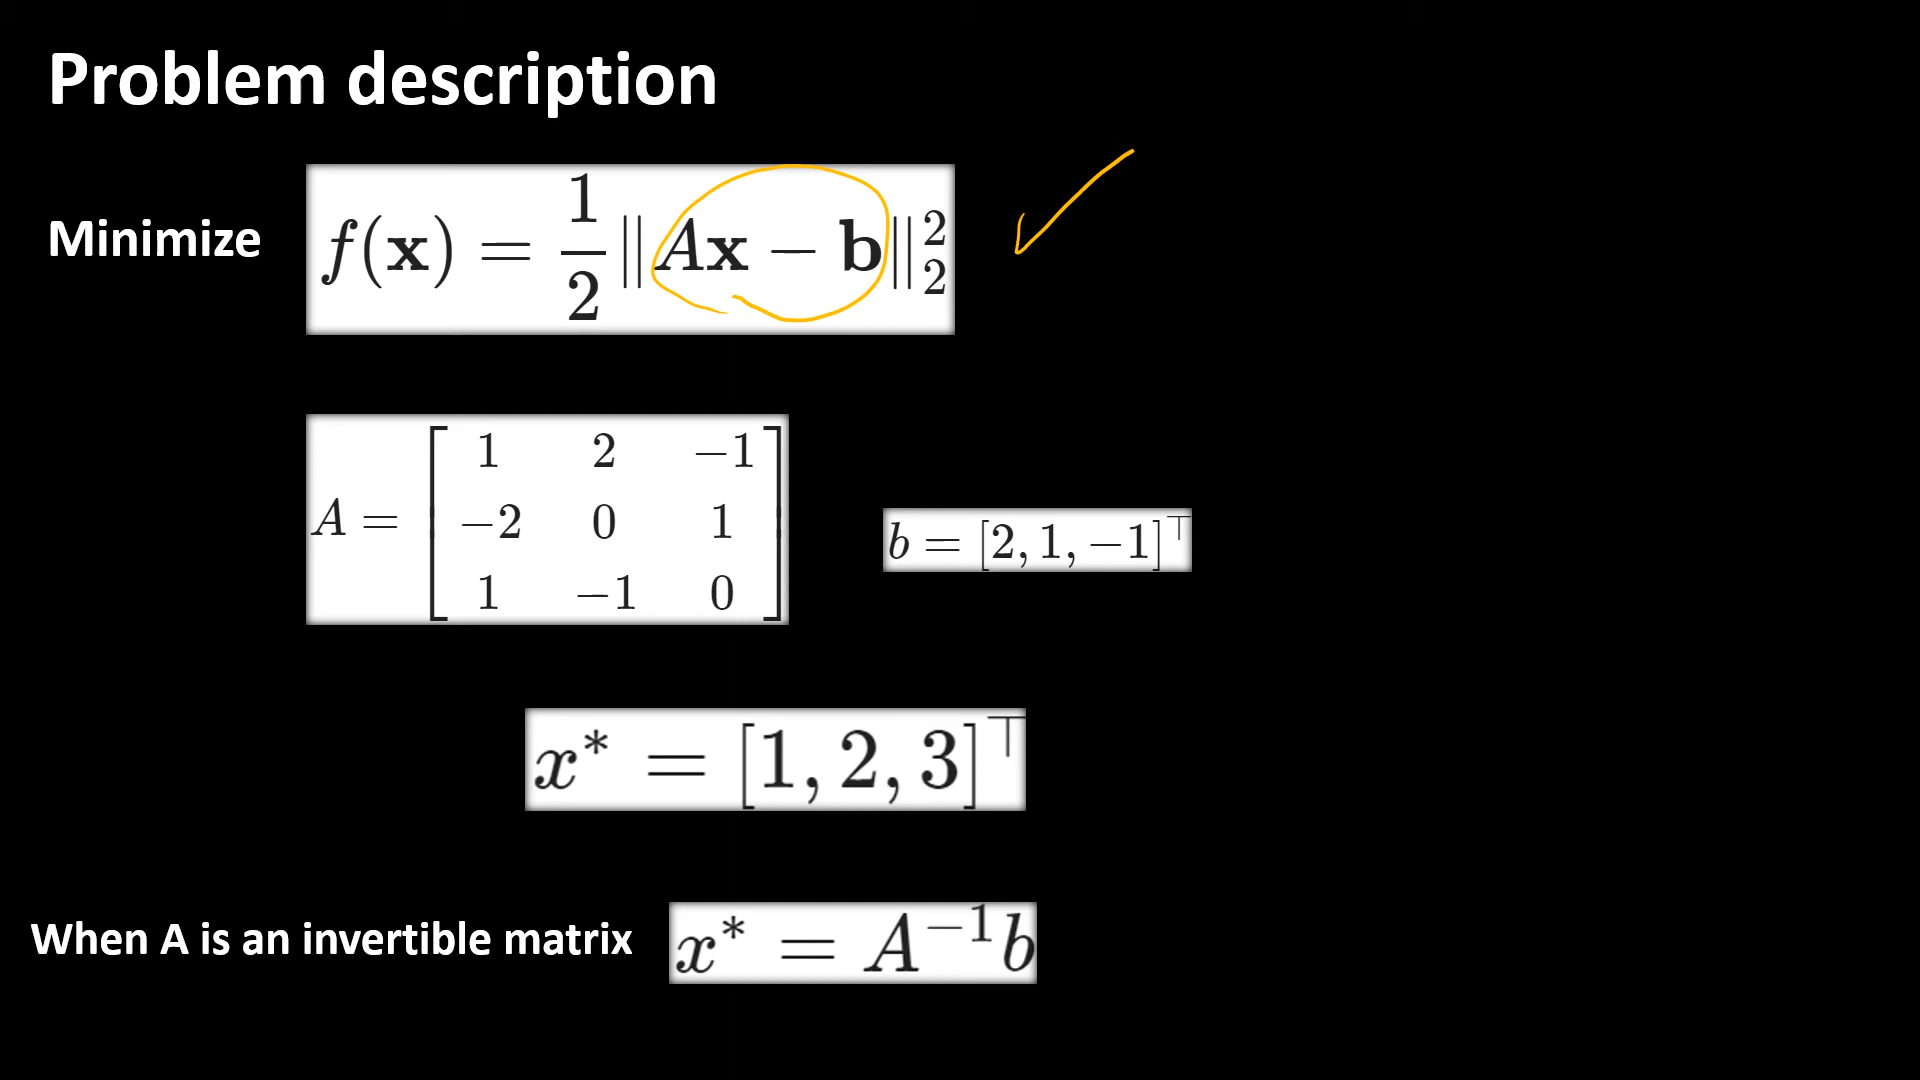 Problem description
Minimize f(x) = 1/2 ‖Ax − b‖₂²
A = [ 1 2 −1
−2 0 1
1 −1 0 ]
b = [2, 1, −1]⊤
x* = [1, 2, 3]⊤
When A is an invertible matrix x* = A⁻¹b